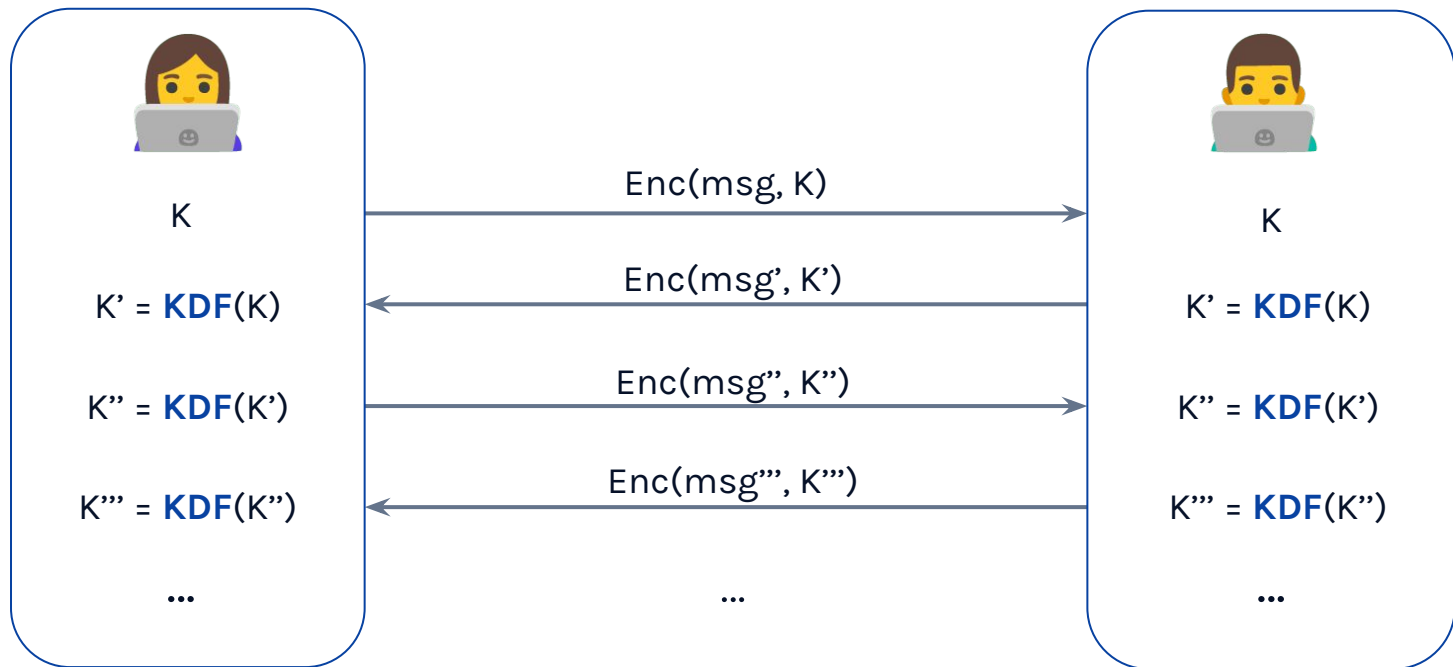 K
K’ = KDF(K)
K’’ = KDF(K’)
K’’’ = KDF(K’’)
...
Enc(msg, K)
Enc(msg’, K’)
Enc(msg’’, K’’)
Enc(msg’’’, K’’’)
...
K
K’ = KDF(K)
K’’ = KDF(K’)
K’’’ = KDF(K’’)
...